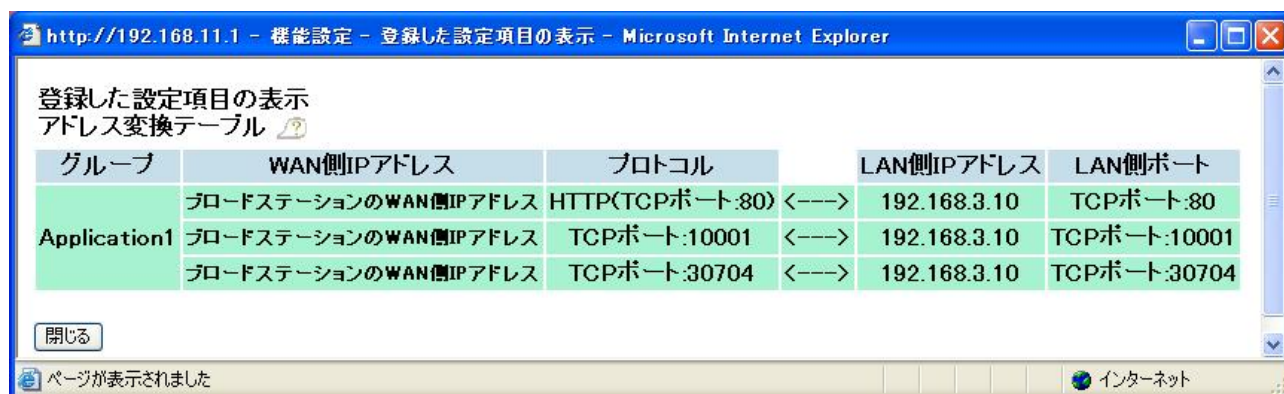 http://192.168.11.1 - 機能設定 - 登録した設定項目の表示 - Microsoft Internet Explorer
登録した設定項目の表示
アドレス変換テーブル
グループ WAN側IPアドレス プロトコル LAN側IPアドレス LAN側ポート
ブロードステーションのWAN側IPアドレス HTTP(TCPポート:80) <---> 192.168.3.10 TCPポート:80
Application1 ブロードステーションのWAN側IPアドレス TCPポート:10001 <---> 192.168.3.10 TCPポート:10001
ブロードステーションのWAN側IPアドレス TCPポート:30704 <---> 192.168.3.10 TCPポート:30704
閉じる
ページが表示されました インターネット